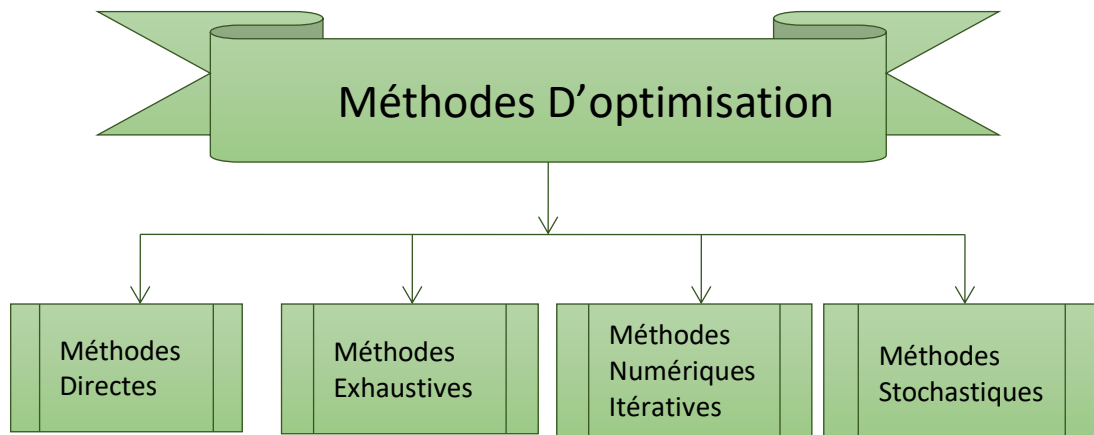 Méthodes D’optimisation
Méthodes
Directes
Méthodes
Exhaustives
Méthodes
Numériques
Itératives
Méthodes
Stochastiques